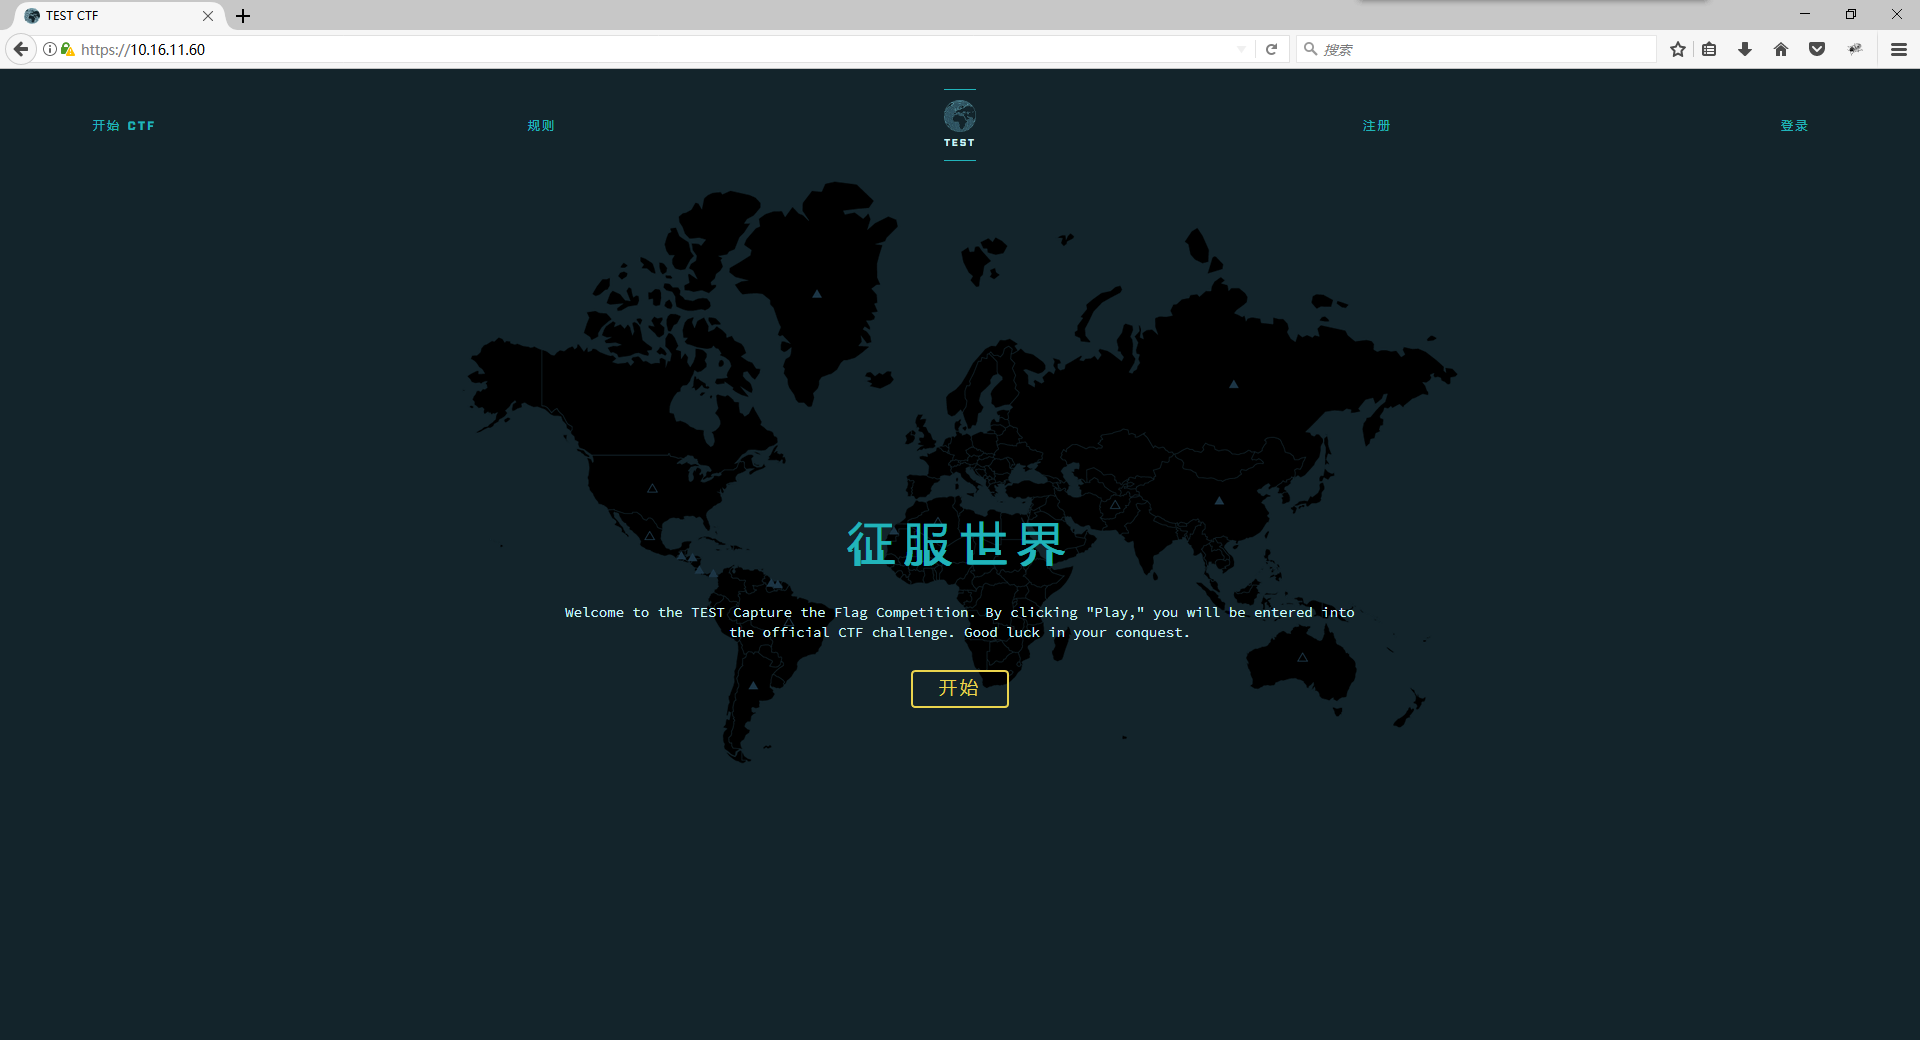 TEST CTF
https://10.16.11.60
搜索
开始 CTF
规则
TEST
注册
登录
征服世界
Welcome to the TEST Capture the Flag Competition. By clicking "Play," you will be entered into
the official CTF challenge. Good luck in your conquest.
开始